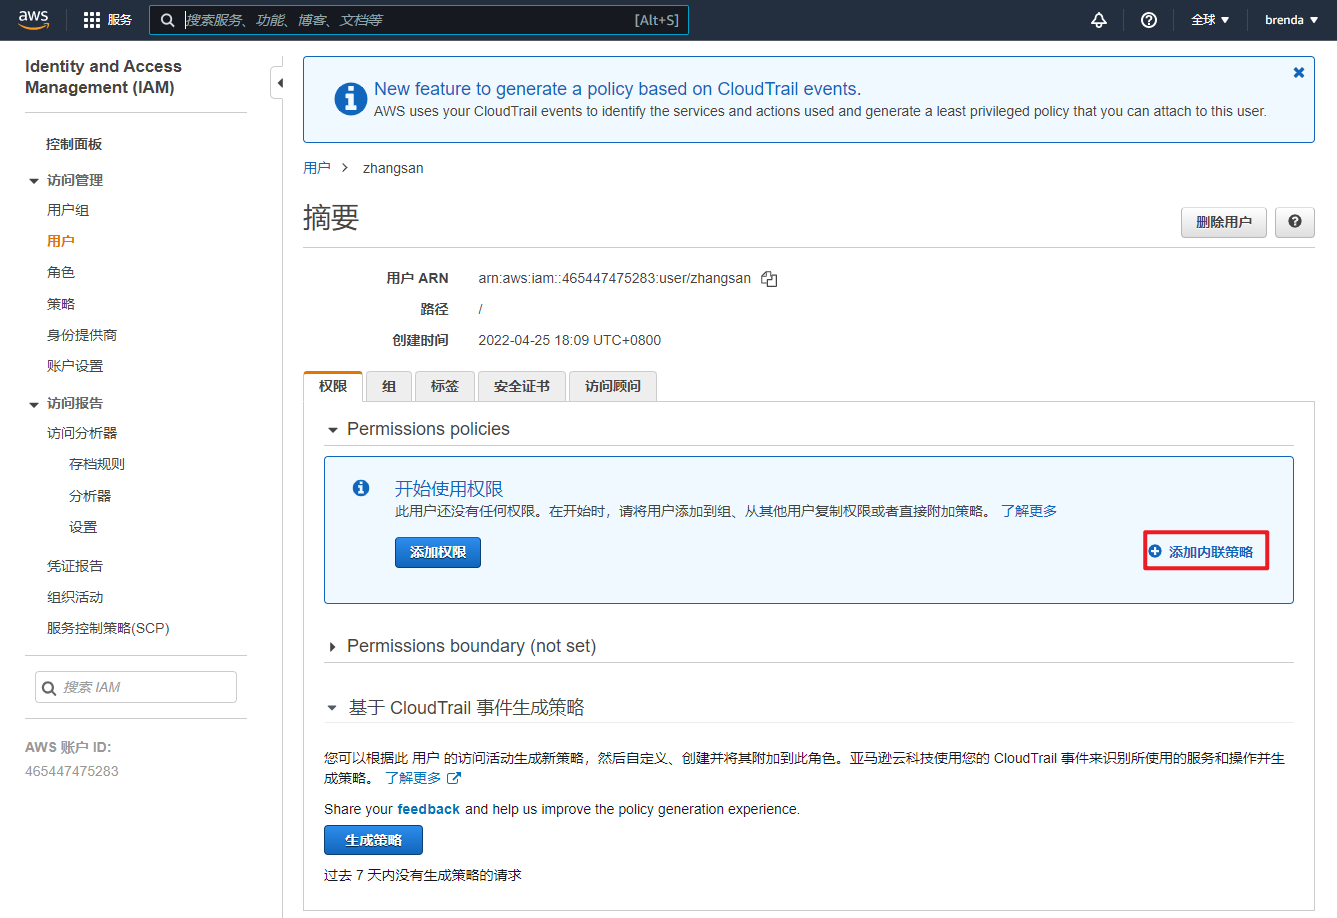 aws
服务
搜索服务、功能、博客、文档等
[Alt+S]
全球
brenda
Identity and Access
Management (IAM)
控制面板
访问管理
用户组
用户
角色
策略
身份提供商
账户设置
访问报告
访问分析器
存档规则
分析器
设置
凭证报告
组织活动
服务控制策略(SCP)
搜索 IAM
AWS 账户 ID:
465447475283
New feature to generate a policy based on CloudTrail events.
AWS uses your CloudTrail events to identify the services and actions used and generate a least privileged policy that you can attach to this user.
用户 > zhangsan
摘要
删除用户
用户 ARN arn:aws:iam::465447475283:user/zhangsan
路径 /
创建时间 2022-04-25 18:09 UTC+0800
权限 组 标签 安全证书 访问顾问
Permissions policies
开始使用权限
此用户还没有任何权限。在开始时，请将用户添加到组、从其他用户复制权限或者直接附加策略。 了解更多
添加权限
添加内联策略
Permissions boundary (not set)
基于 CloudTrail 事件生成策略
您可以根据此 用户 的访问活动生成新策略，然后自定义、创建并将其附加到此角色。亚马逊云科技使用您的 CloudTrail 事件来识别所使用的服务和操作并生
成策略。 了解更多
Share your feedback and help us improve the policy generation experience.
生成策略
过去 7 天内没有生成策略的请求